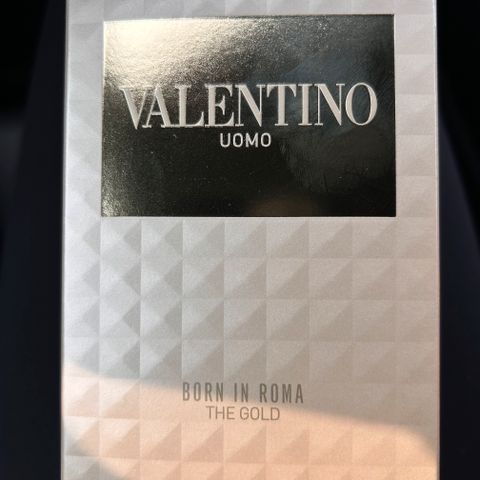 VALENTINO
UOMO
BORN IN ROMA
THE GOLD